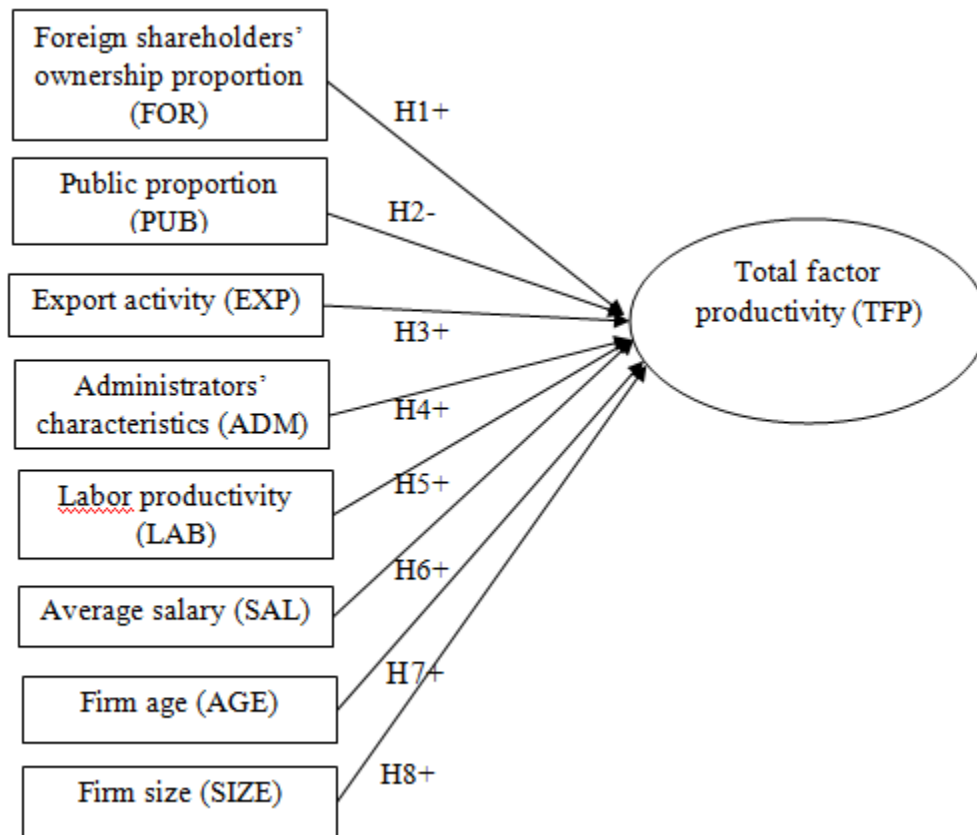 Foreign shareholders’
ownership proportion
(FOR)
H1+
Public proportion
(PUB)
H2-
Total factor
productivity (TFP)
Export activity (EXP)
H3+
Administrators’
characteristics (ADM)
H4+
Labor productivity
(LAB)
H5+
Average salary (SAL)
H6+
Firm age (AGE)
H7+
Firm size (SIZE)
H8+